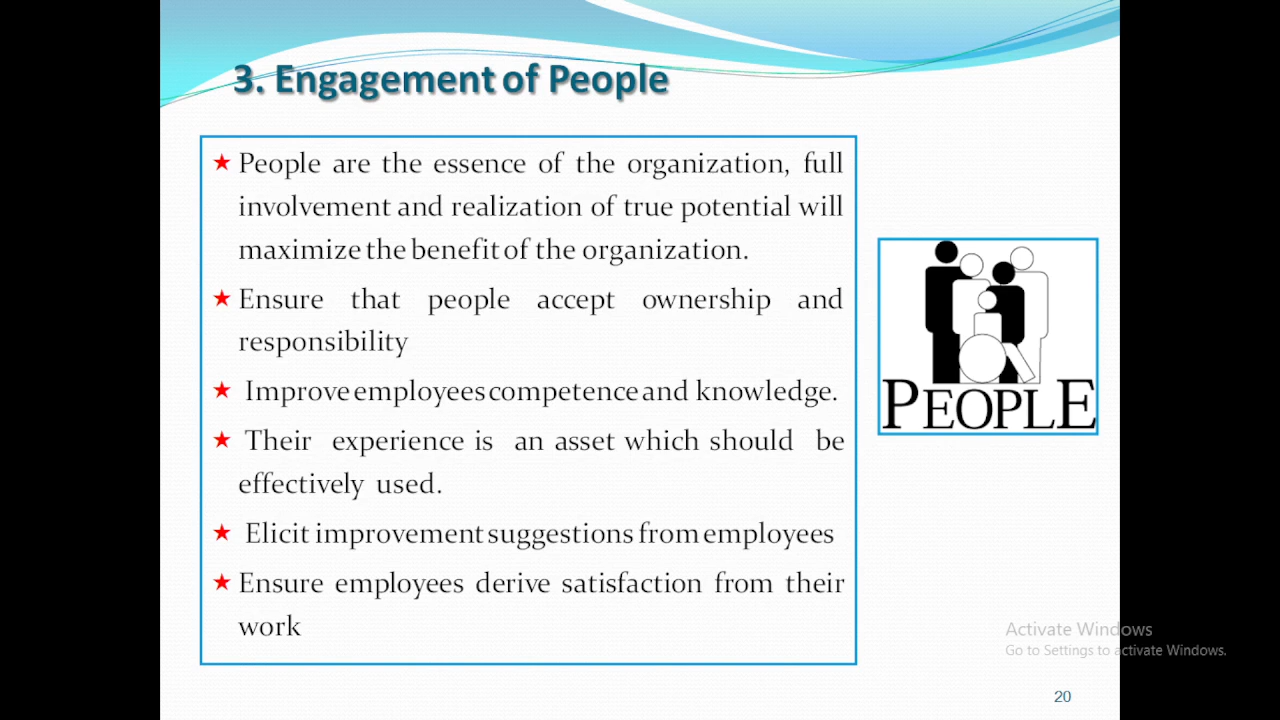 3. Engagement of People
People are the essence of the organization, full
involvement and realization of true potential will
maximize the benefit of the organization.
Ensure that people accept ownership and
responsibility
Improve employees competence and knowledge.
Their experience is an asset which should be
effectively used.
Elicit improvement suggestions from employees
Ensure employees derive satisfaction from their
work
PEOPLE
Activate Windows
Go to Settings to activate Windows.
20